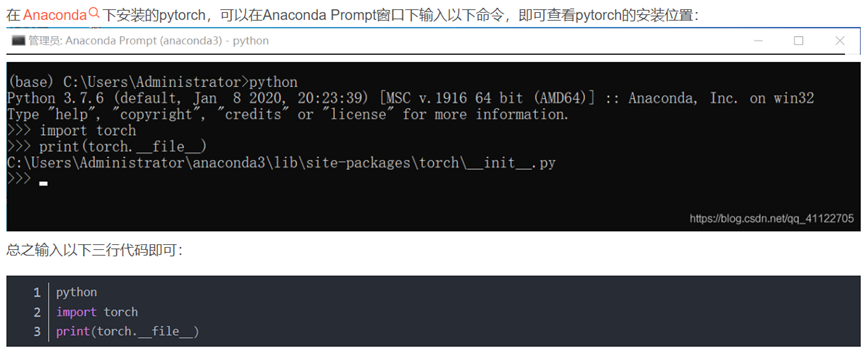 在Anaconda下安装的pytorch，可以在Anaconda Prompt窗口下输入以下命令，即可查看pytorch的安装位置：
管理员: Anaconda Prompt (anaconda3) - python
(base) C:\Users\Administrator>python
Python 3.7.6 (default, Jan  8 2020, 20:23:39) [MSC v.1916 64 bit (AMD64)] :: Anaconda, Inc. on win32
Type "help", "copyright", "credits" or "license" for more information.
>>> import torch
>>> print(torch.__file__)
C:\Users\Administrator\anaconda3\lib\site-packages\torch\__init__.py
>>>
https://blog.csdn.net/qq_41122705
总之输入以下三行代码即可：
1 python
2 import torch
3 print(torch.__file__)